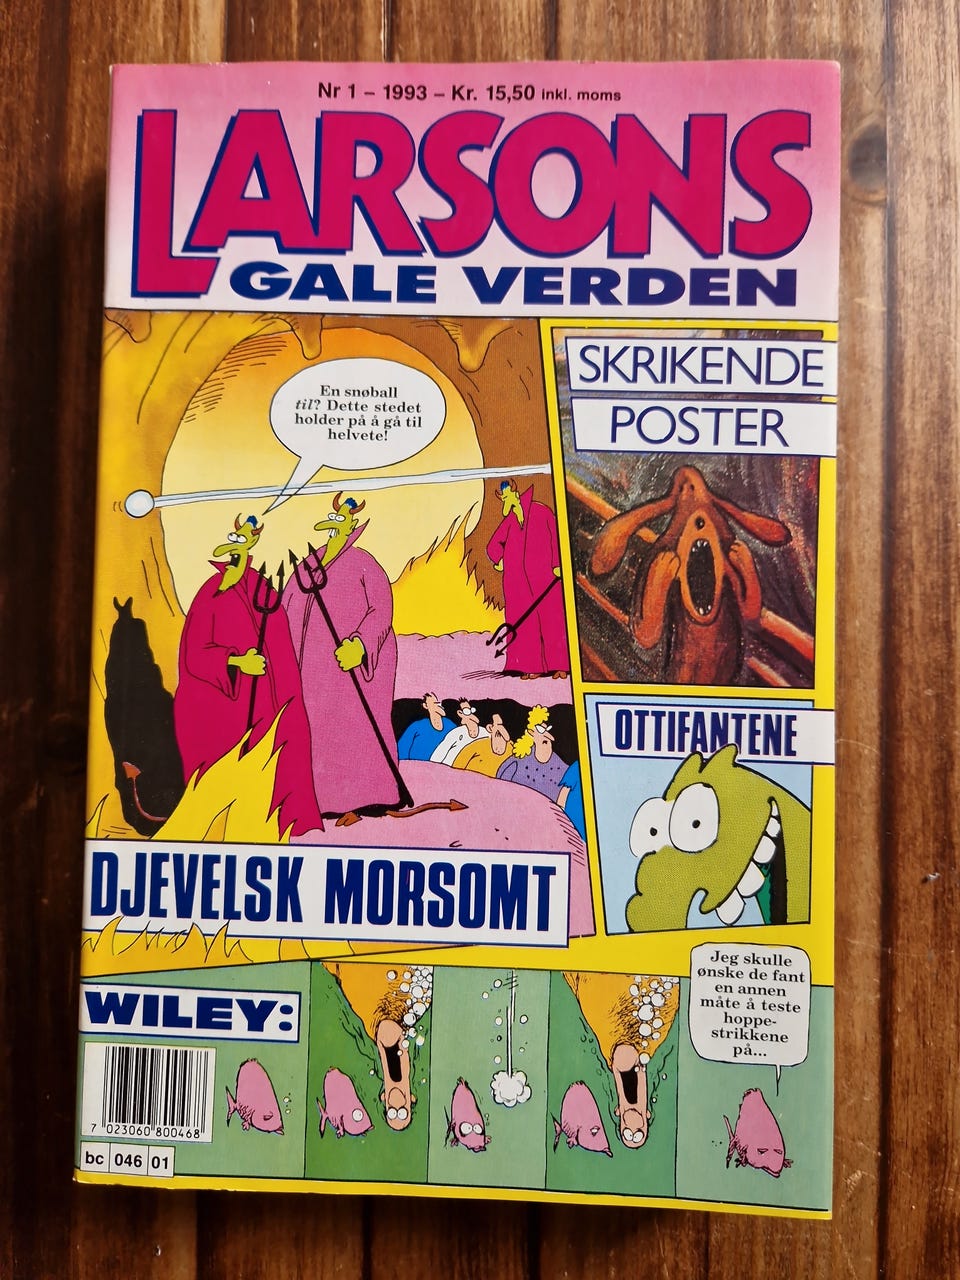 Nr 1 – 1993 – Kr. 15,50 inkl. moms
LARSONS
GALE VERDEN
En snøball
til? Dette stedet
holder på å gå til
helvete!
SKRIKENDE
POSTER
OTTIFANTENE
DJEVELSK MORSOMT
WILEY:
Jeg skulle
ønske de fant
en annen
måte å teste
hoppe-
strikkene
på...
7 023060 800468
bc 046 01